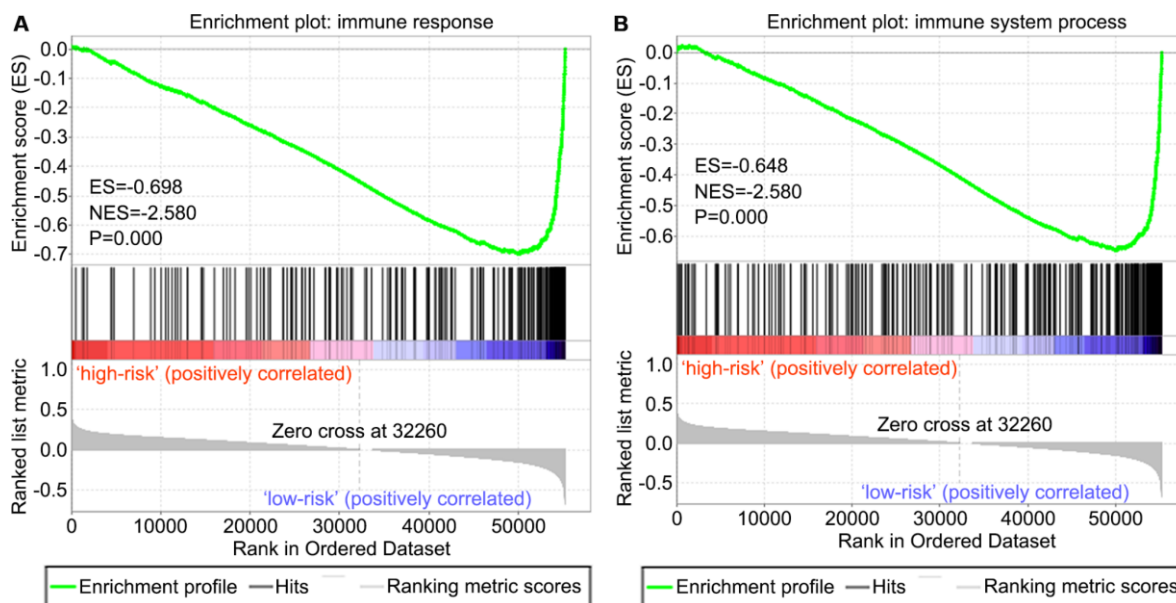 A
Enrichment plot: immune response
Enrichment score (ES)
0.0
-0.1
-0.2
-0.3
-0.4
-0.5
-0.6
-0.7
ES=-0.698
NES=-2.580
P=0.000
Ranked list metric
1.0
0.5
0.0
-0.5
'high-risk' (positively correlated)
Zero cross at 32260
'low-risk' (positively correlated)
0 10000 20000 30000 40000 50000
Rank in Ordered Dataset
Enrichment profile Hits Ranking metric scores
B
Enrichment plot: immune system process
Enrichment score (ES)
0.0
-0.1
-0.2
-0.3
-0.4
-0.5
-0.6
ES=-0.648
NES=-2.580
P=0.000
Ranked list metric
1.0
0.5
0.0
-0.5
'high-risk' (positively correlated)
Zero cross at 32260
'low-risk' (positively correlated)
0 10000 20000 30000 40000 50000
Rank in Ordered Dataset
Enrichment profile Hits Ranking metric scores